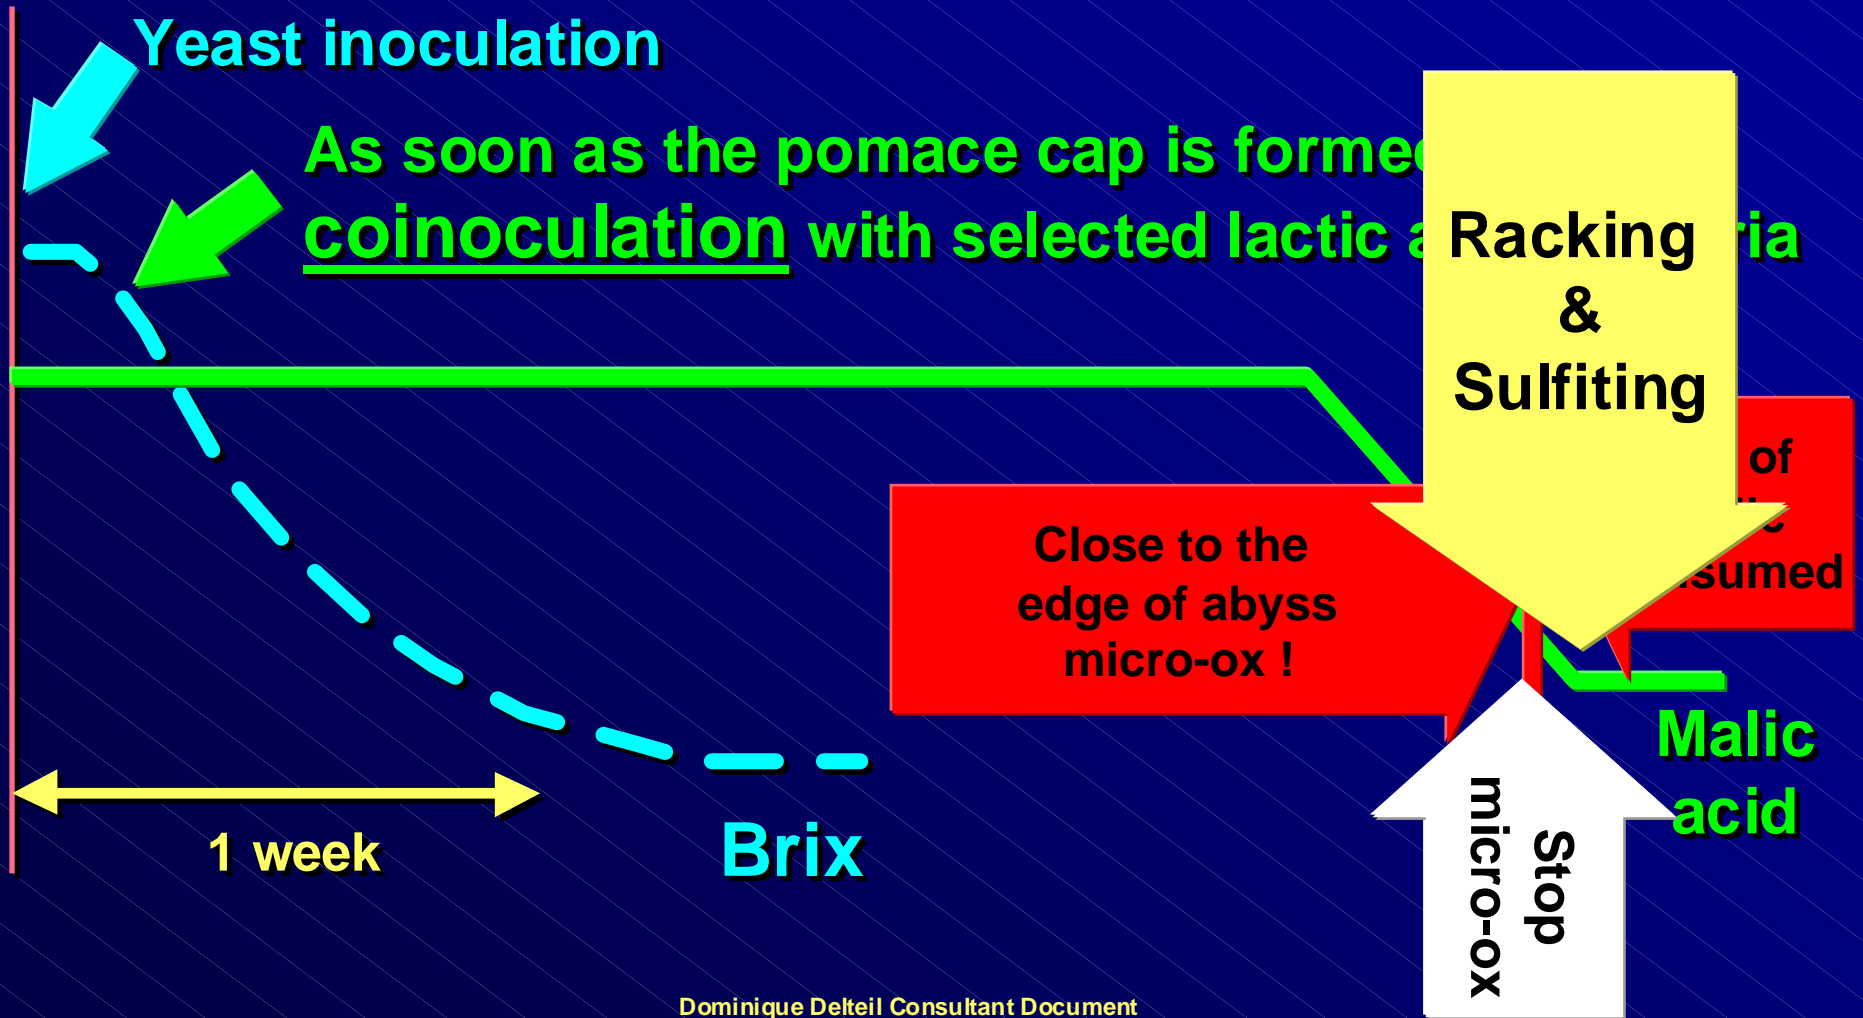 Yeast inoculation
As soon as the pomace cap is forme
coinoculation with selected lactic a ria
Racking
&
Sulfiting
of
sumed
Close to the
edge of abyss
micro-ox !
Malic
acid
Stop
micro-ox
1 week
Brix
Dominique Delteil Consultant Document